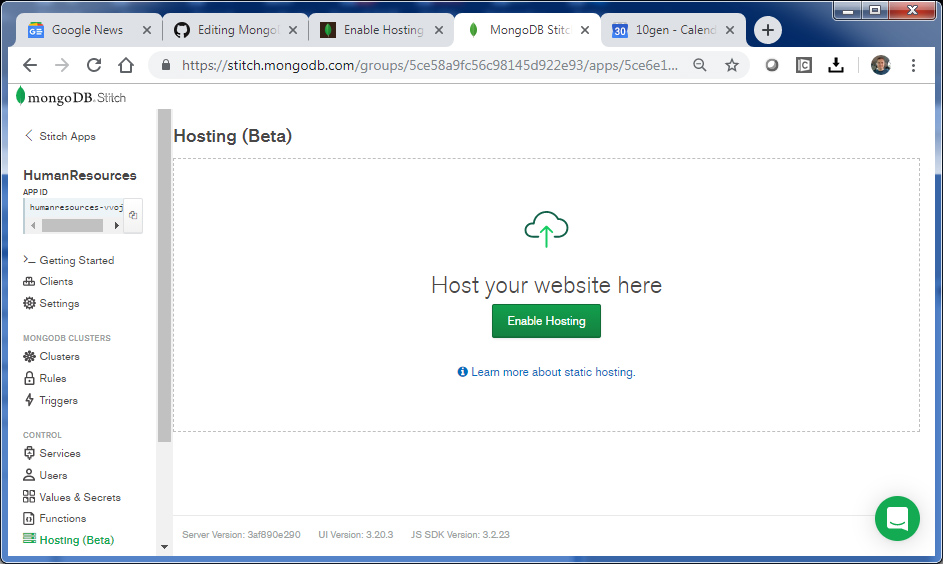 Google News
Editing Mongo
Enable Hosting
MongoDB Stitc
10gen - Calend
https://stitch.mongodb.com/groups/5ce58a9fc56c98145d922e93/apps/5ce6e1...
mongoDB. Stitch
Stitch Apps
HumanResources
APP ID
humanresources-vvoj
Getting Started
Clients
Settings
MONGODB CLUSTERS
Clusters
Rules
Triggers
CONTROL
Services
Users
Values & Secrets
Functions
Hosting (Beta)
Hosting (Beta)
Host your website here
Enable Hosting
Learn more about static hosting.
Server Version: 3af890e290 UI Version: 3.20.3 JS SDK Version: 3.2.23